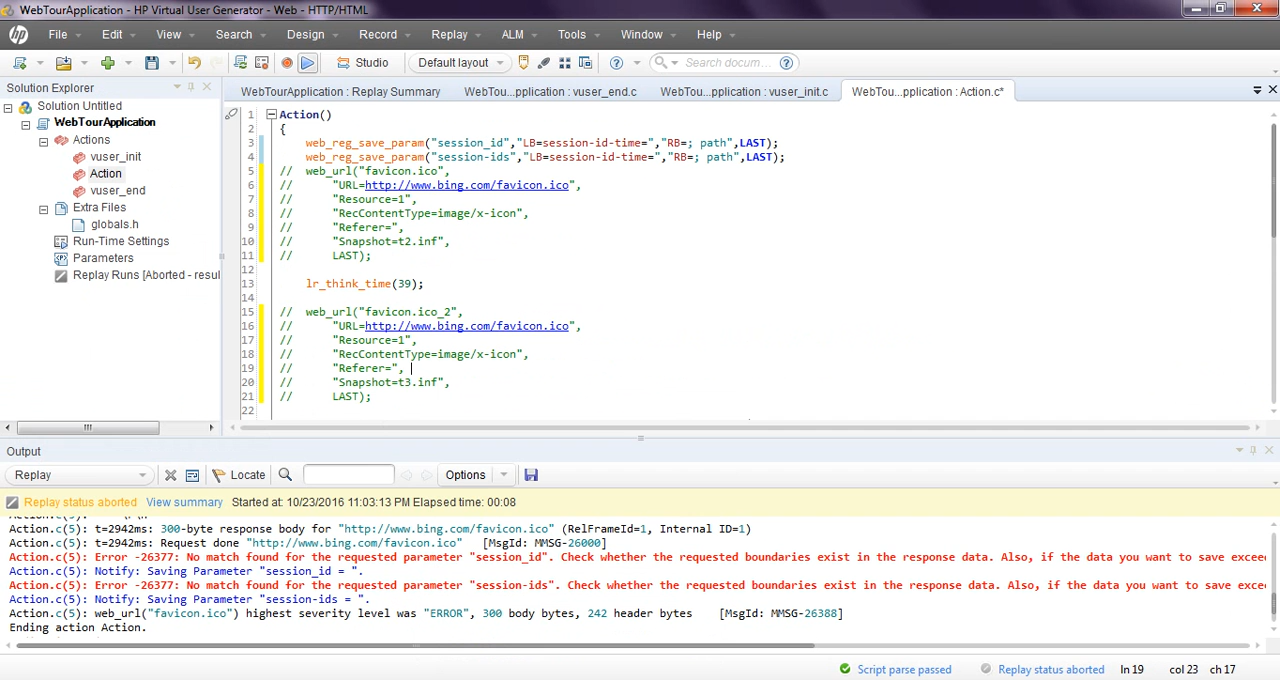 WebTourApplication - HP Virtual User Generator - Web - HTTP/HTML
hp File Edit View Search Design Record Replay ALM Tools Window Help
Studio Default layout Search docum...
Solution Explorer
WebTourApplication : Replay Summary WebTou...pplication : vuser_end.c WebTou...pplication : vuser_init.c WebTou...pplication : Action.c*
Solution Untitled
WebTourApplication
Actions
vuser_init
Action
vuser_end
Extra Files
globals.h
Run-Time Settings
Parameters
Replay Runs [Aborted - resul
1 Action()
2 {
3 web_reg_save_param("session_id","LB=session-id-time=","RB=; path",LAST);
4 web_reg_save_param("session-ids","LB=session-id-time=","RB=; path",LAST);
5 // web_url("favicon.ico",
6 // "URL=http://www.bing.com/favicon.ico",
7 // "Resource=1",
8 // "RecContentType=image/x-icon",
9 // "Referer=",
10 // "Snapshot=t2.inf",
11 // LAST);
12
13 lr_think_time(39);
14
15 // web_url("favicon.ico_2",
16 // "URL=http://www.bing.com/favicon.ico",
17 // "Resource=1",
18 // "RecContentType=image/x-icon",
19 // "Referer=",
20 // "Snapshot=t3.inf",
21 // LAST);
22
Output
Replay Locate Options
Replay status aborted View summary Started at: 10/23/2016 11:03:13 PM Elapsed time: 00:08
Action.c(5): t=2942ms: 300-byte response body for "http://www.bing.com/favicon.ico" (RelFrameId=1, Internal ID=1)
Action.c(5): t=2942ms: Request done "http://www.bing.com/favicon.ico" [MsgId: MMSG-26000]
Action.c(5): Error -26377: No match found for the requested parameter "session_id". Check whether the requested boundaries exist in the response data. Also, if the data you want to save excee
Action.c(5): Notify: Saving Parameter "session_id = ".
Action.c(5): Error -26377: No match found for the requested parameter "session-ids". Check whether the requested boundaries exist in the response data. Also, if the data you want to save exce
Action.c(5): Notify: Saving Parameter "session-ids = ".
Action.c(5): web_url("favicon.ico") highest severity level was "ERROR", 300 body bytes, 242 header bytes [MsgId: MMSG-26388]
Ending action Action.
Script parse passed Replay status aborted ln 19 col 23 ch 17